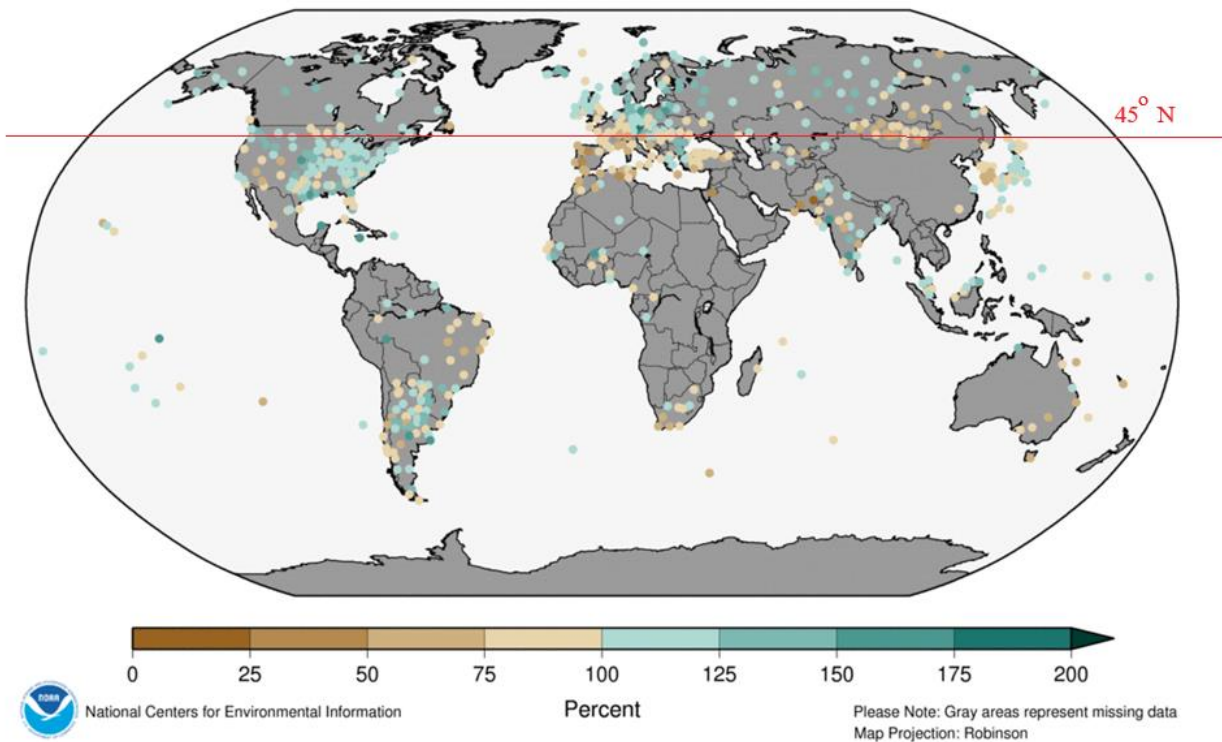 45° N
0 25 50 75 100 125 150 175 200
Percent
NOAA
National Centers for Environmental Information
Please Note: Gray areas represent missing data
Map Projection: Robinson